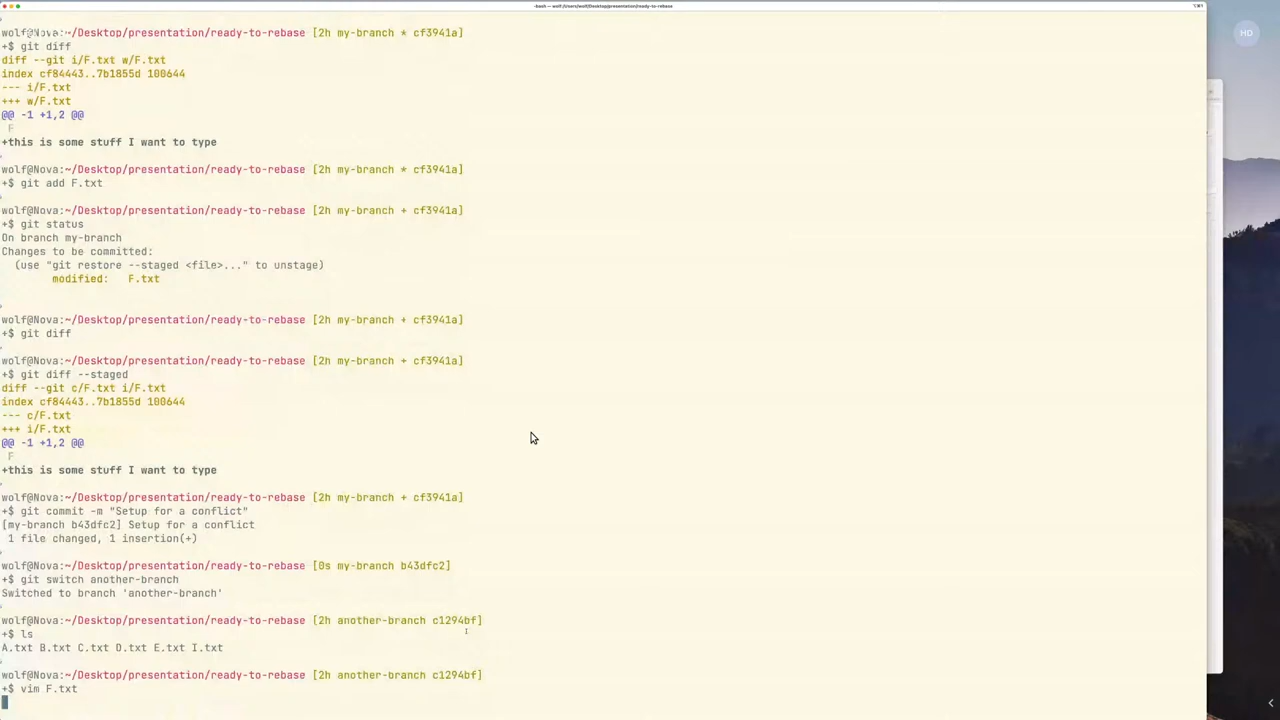 -bash — wolf:/Users/wolf/Desktop/presentation/ready-to-rebase
wolf@Nova:~/Desktop/presentation/ready-to-rebase [2h my-branch * cf3941a]
+$ git diff
diff --git i/F.txt w/F.txt
index cf84443..7b1855d 100644
--- i/F.txt
+++ w/F.txt
@@ -1 +1,2 @@
F
+this is some stuff I want to type
wolf@Nova:~/Desktop/presentation/ready-to-rebase [2h my-branch * cf3941a]
+$ git add F.txt
wolf@Nova:~/Desktop/presentation/ready-to-rebase [2h my-branch + cf3941a]
+$ git status
On branch my-branch
Changes to be committed:
(use "git restore --staged <file>..." to unstage)
modified: F.txt
wolf@Nova:~/Desktop/presentation/ready-to-rebase [2h my-branch + cf3941a]
+$ git diff
wolf@Nova:~/Desktop/presentation/ready-to-rebase [2h my-branch + cf3941a]
+$ git diff --staged
diff --git c/F.txt i/F.txt
index cf84443..7b1855d 100644
--- c/F.txt
+++ i/F.txt
@@ -1 +1,2 @@
F
+this is some stuff I want to type
wolf@Nova:~/Desktop/presentation/ready-to-rebase [2h my-branch + cf3941a]
+$ git commit -m "Setup for a conflict"
[my-branch b43dfc2] Setup for a conflict
1 file changed, 1 insertion(+)
wolf@Nova:~/Desktop/presentation/ready-to-rebase [0s my-branch b43dfc2]
+$ git switch another-branch
Switched to branch 'another-branch'
wolf@Nova:~/Desktop/presentation/ready-to-rebase [2h another-branch c1294bf]
+$ ls
A.txt B.txt C.txt D.txt E.txt I.txt
wolf@Nova:~/Desktop/presentation/ready-to-rebase [2h another-branch c1294bf]
+$ vim F.txt
HD